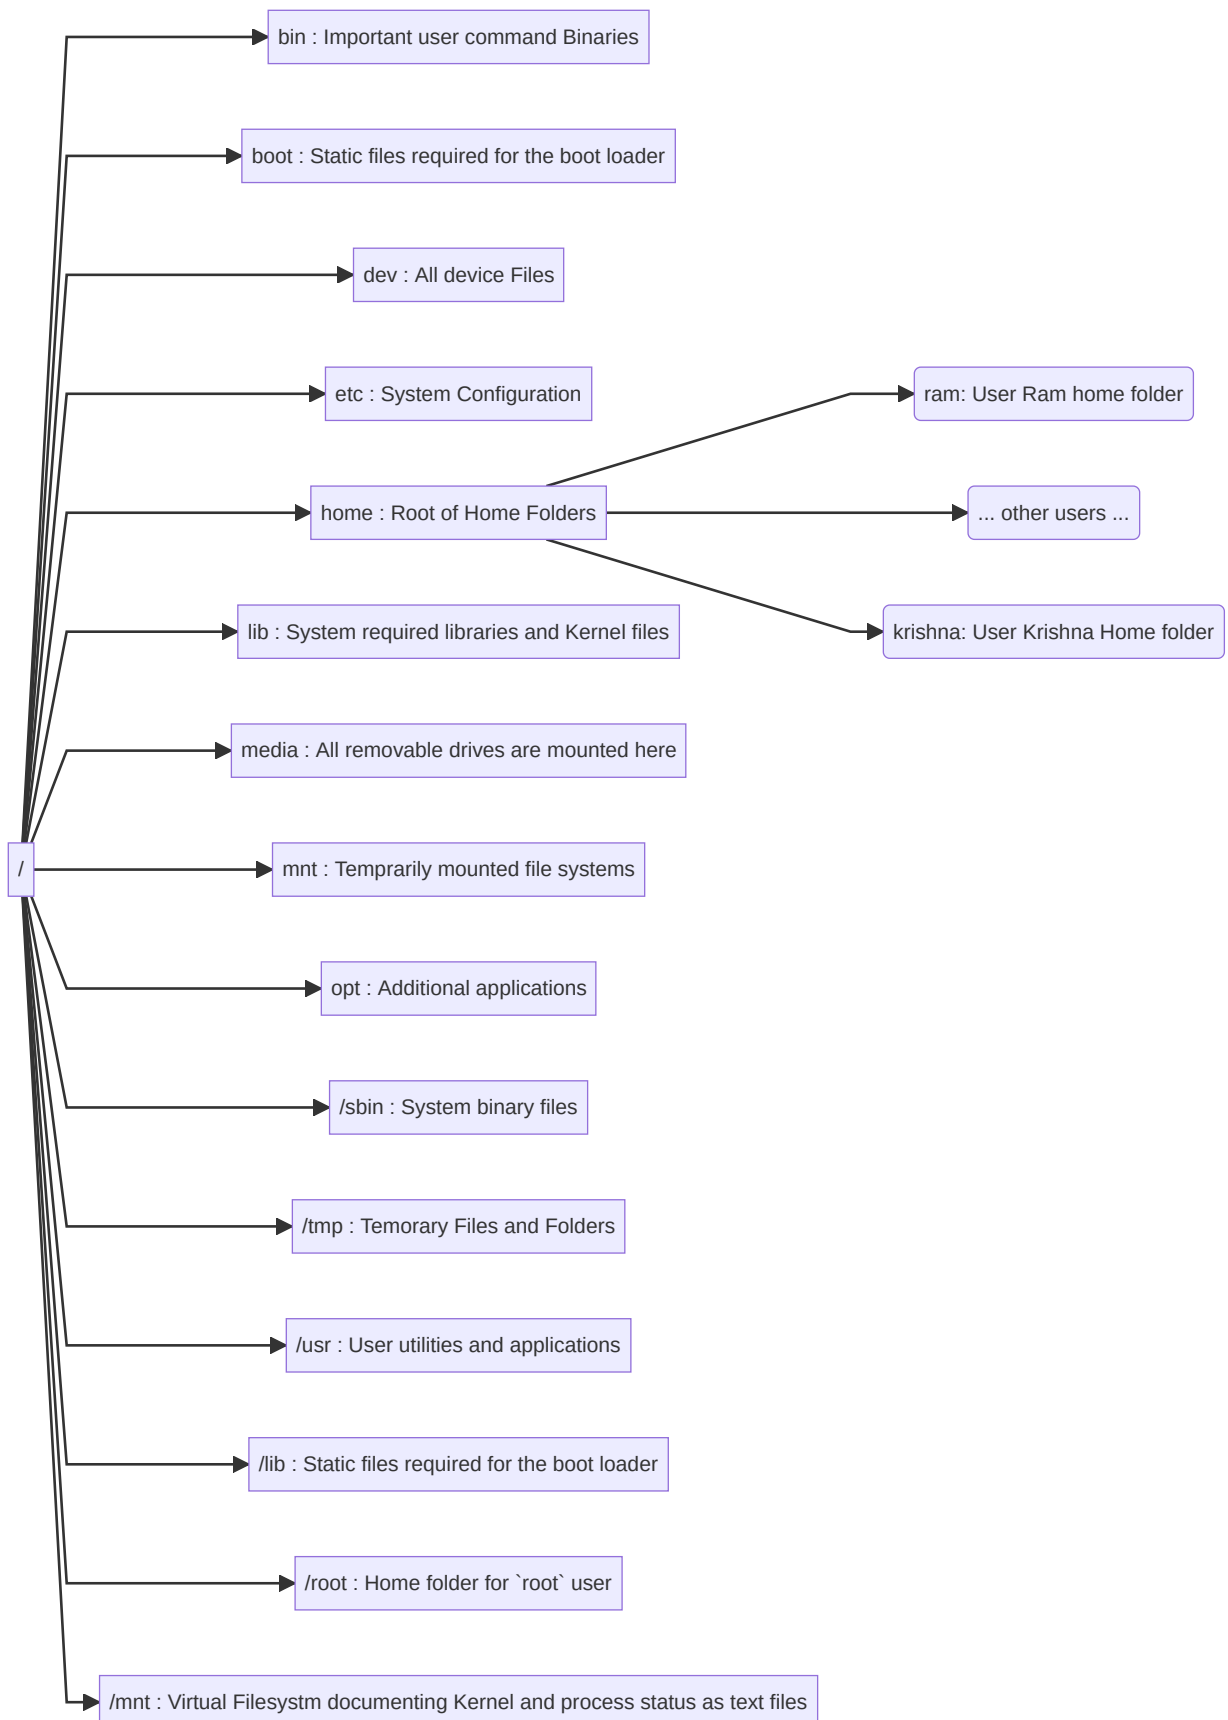 bin : Important user command Binaries
boot : Static files required for the boot loader
dev : All device Files
etc : System Configuration
ram: User Ram home folder
home : Root of Home Folders
... other users ...
lib : System required libraries and Kernel files
krishna: User Krishna Home folder
media : All removable drives are mounted here
/
mnt : Temprarily mounted file systems
opt : Additional applications
/sbin : System binary files
/tmp : Temorary Files and Folders
/usr : User utilities and applications
/lib : Static files required for the boot loader
/root : Home folder for `root` user
/mnt : Virtual Filesystm documenting Kernel and process status as text files